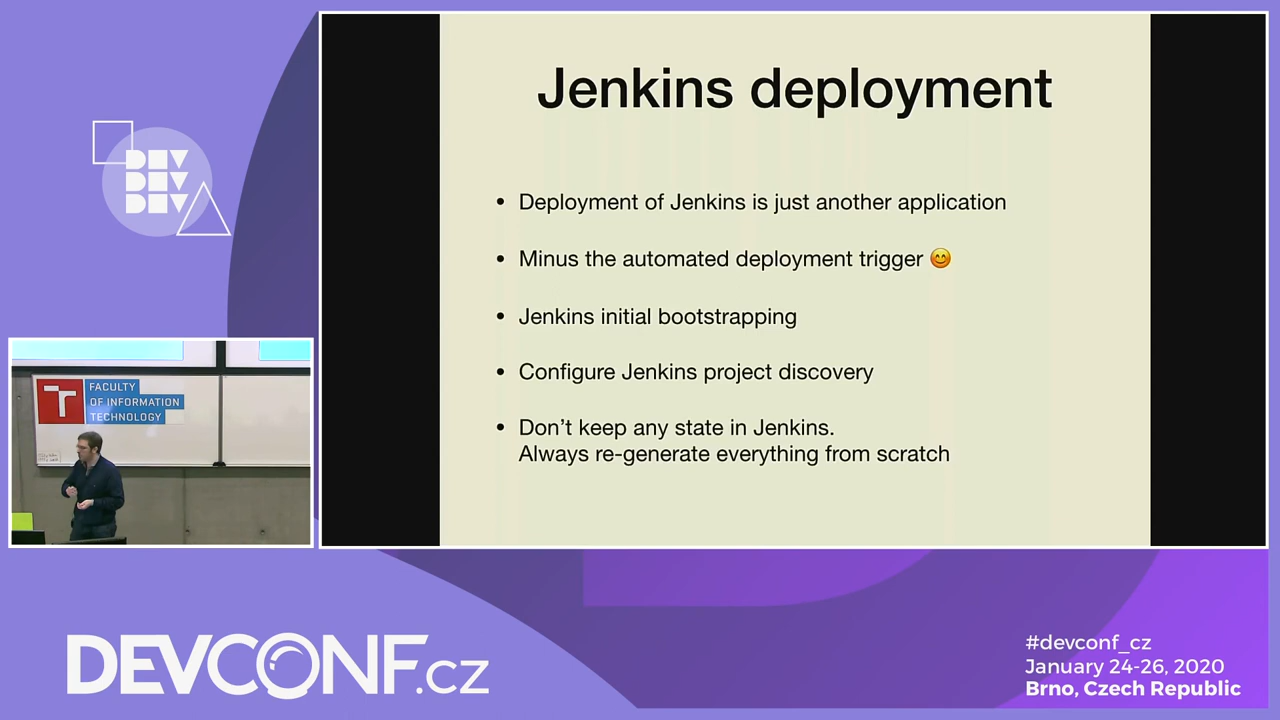 DEV
DEV
DEV
Jenkins deployment
• Deployment of Jenkins is just another application
• Minus the automated deployment trigger 😊
• Jenkins initial bootstrapping
• Configure Jenkins project discovery
• Don’t keep any state in Jenkins.
Always re-generate everything from scratch
FACULTY
OF INFORMATION
TECHNOLOGY
DEVCONF.cz
#devconf_cz
January 24-26, 2020
Brno, Czech Republic